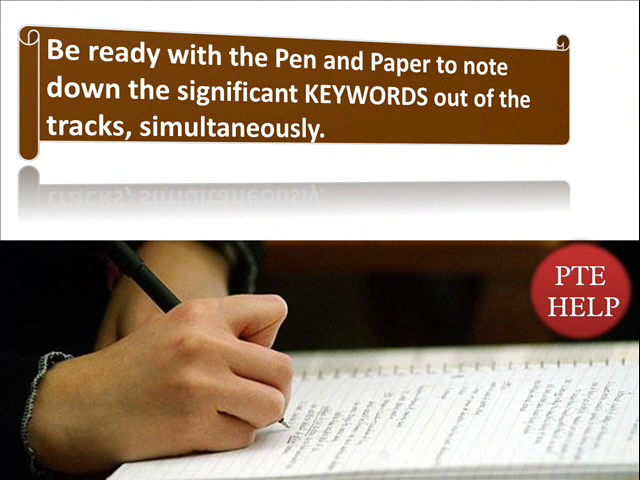 Be ready with the Pen and Paper to note
down the significant KEYWORDS out of the
tracks, simultaneously.
PTE
HELP